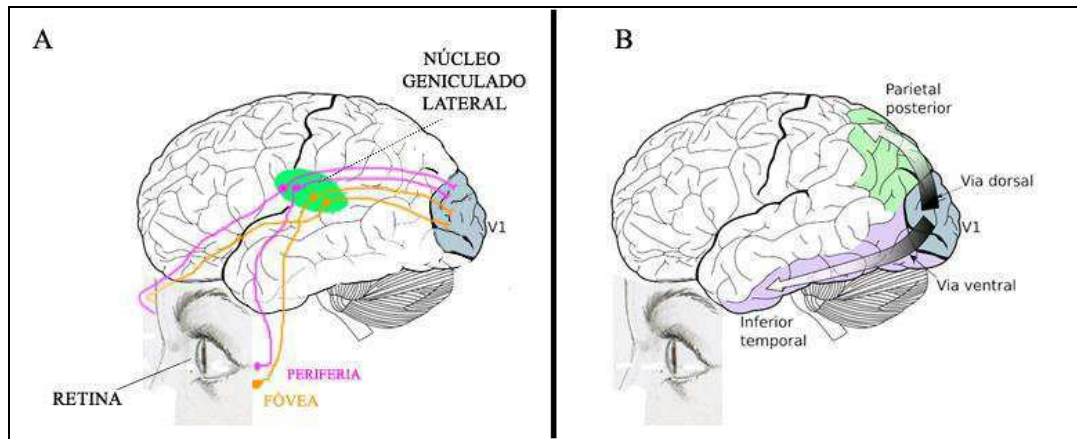 A
NÚCLEO
GENICULADO
LATERAL
V1
PERIFERIA
RETINA
FÓVEA
B
Parietal
posterior
Via dorsal
V1
Via ventral
Inferior
temporal